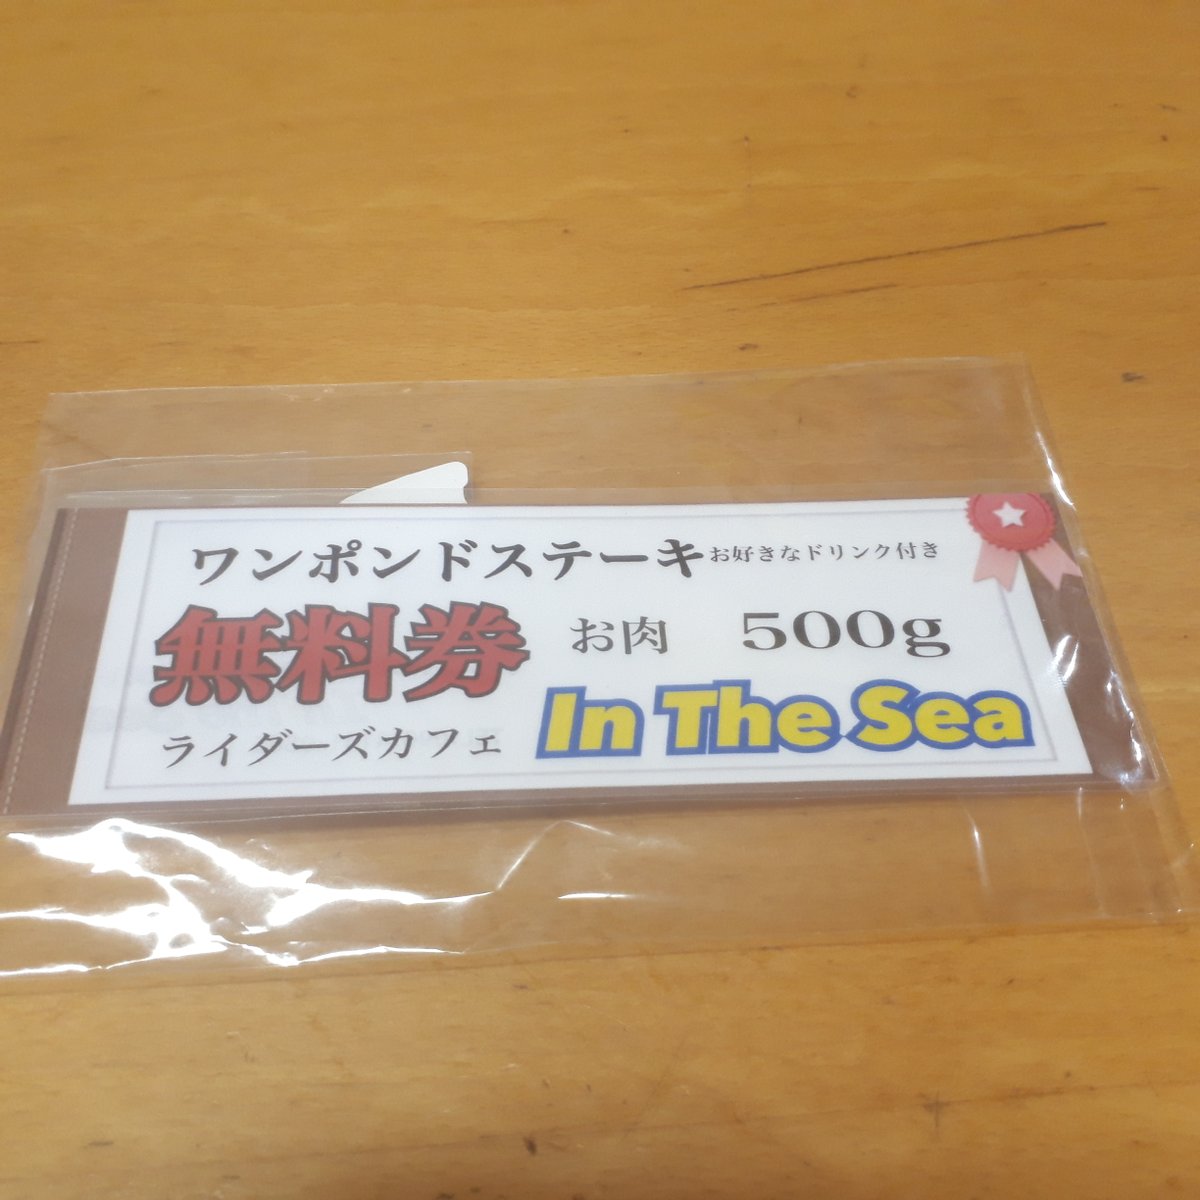 ワンポンドステーキ お好きなドリンク付き
無料券 お肉 500g
ライダーズカフェ In The Sea